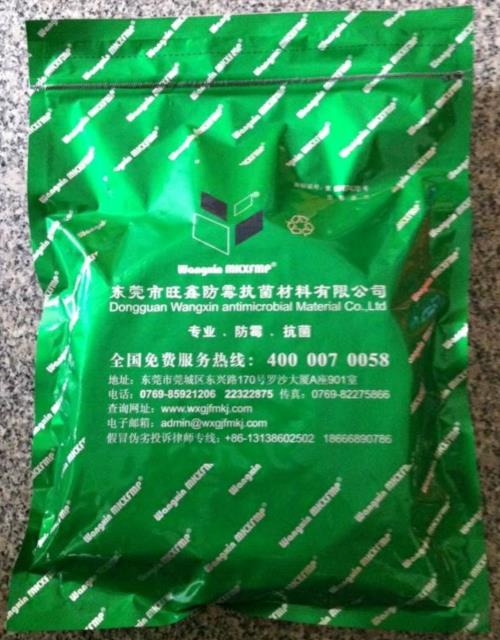 Wangxin MKXFMP®
东莞市旺鑫防霉抗菌材料有限公司
Dongguan Wangxin antimicrobial Material Co.,Ltd
专业 . 防霉 . 抗菌
全国免费服务热线: 400 007 0058
地址: 东莞市莞城区东兴路170号罗沙大厦A座901室
电话: 0769-85921206 22322875 传真: 0769-82275866
查询网址: www.wxgjfmkj.com
电子邮箱: admin@wxgjfmkj.com
假冒伪劣投诉律师专线: +86-13138602502 18666890786